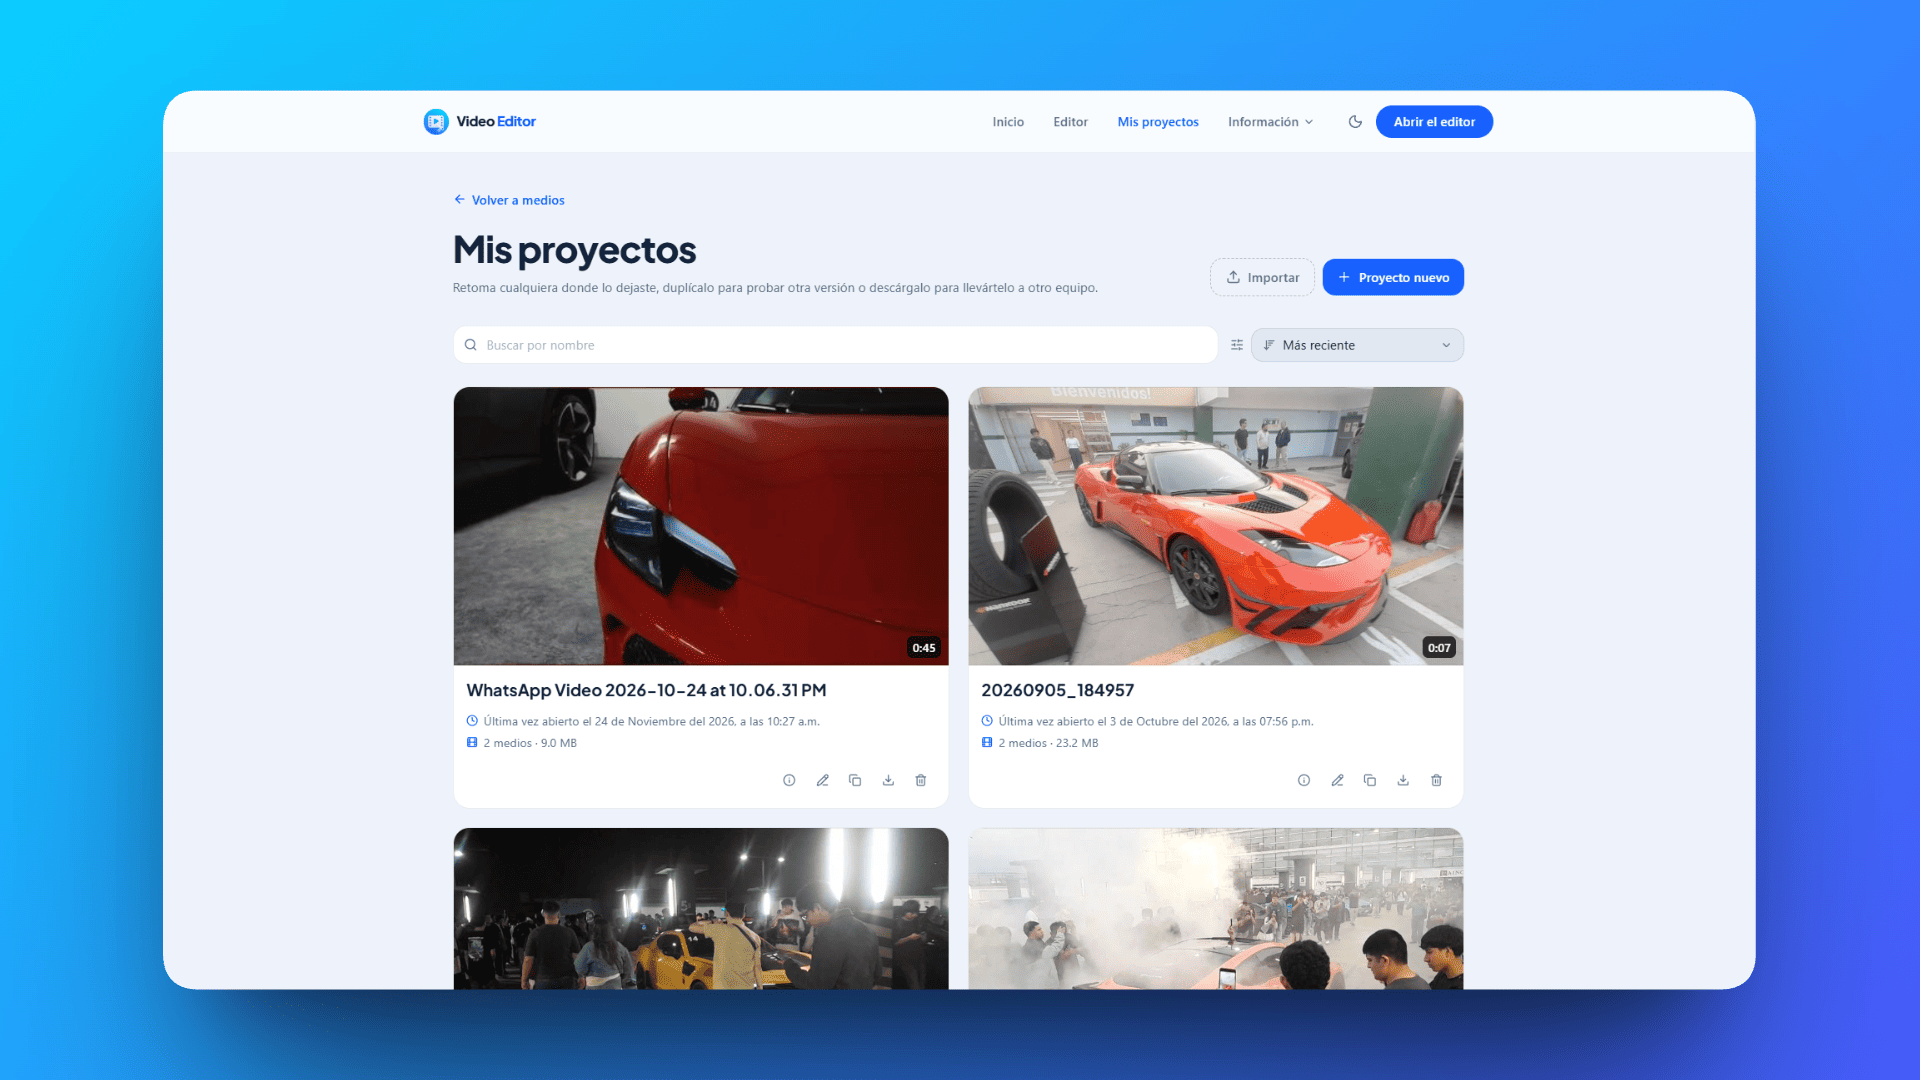 Video Editor
Inicio
Editor
Mis proyectos
Información
Abrir el editor
Volver a medios
Mis proyectos
Retoma cualquiera donde lo dejaste, duplícalo para probar otra versión o descárgalo para llevártelo a otro equipo.
Importar
Proyecto nuevo
Buscar por nombre
Más reciente
Bienvenidos!
HANKOOK
0:45
0:07
WhatsApp Video 2026-10-24 at 10.06.31 PM
Última vez abierto el 24 de Noviembre del 2026, a las 10:27 a.m.
2 medios · 9.0 MB
20260905_184957
Última vez abierto el 3 de Octubre del 2026, a las 07:56 p.m.
2 medios · 23.2 MB